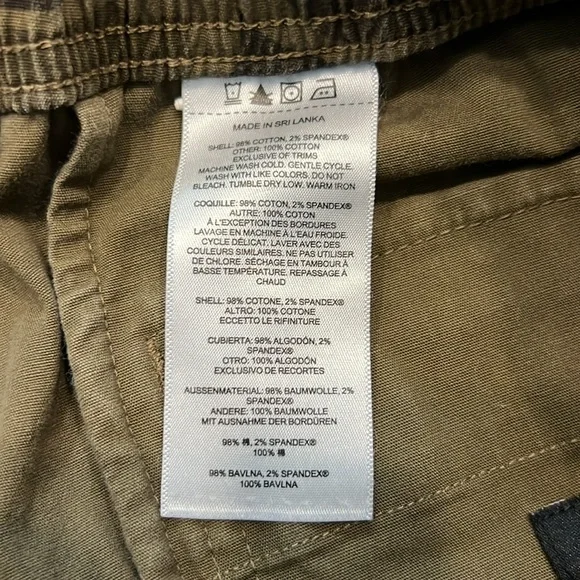 MADE IN SRI LANKA
SHELL: 98% COTTON, 2% SPANDEX®
OTHER: 100% COTTON
EXCLUSIVE OF TRIMS
MACHINE WASH COLD. GENTLE CYCLE.
WASH WITH LIKE COLORS. DO NOT
BLEACH. TUMBLE DRY LOW. WARM IRON
COQUILLE: 98% COTON, 2% SPANDEX®
AUTRE: 100% COTON
À L'EXCEPTION DES BORDURES
LAVAGE EN MACHINE À L'EAU FROIDE.
CYCLE DÉLICAT. LAVER AVEC DES
COULEURS SIMILAIRES. NE PAS UTILISER
DE CHLORE. SÉCHAGE EN TAMBOUR À
BASSE TEMPÉRATURE. REPASSAGE À
CHAUD
SHELL: 98% COTONE, 2% SPANDEX®
ALTRO: 100% COTONE
ECCETTO LE RIFINITURE
CUBIERTA: 98% ALGODÓN, 2%
SPANDEX®
OTRO: 100% ALGODÓN
EXCLUSIVO DE RECORTES
AUSSENMATERIAL: 98% BAUMWOLLE, 2%
SPANDEX®
ANDERE: 100% BAUMWOLLE
MIT AUSNAHME DER BORDÜREN
98% 棉, 2% SPANDEX®
100% 棉
98% BAVLNA, 2% SPANDEX®
100% BAVLNA